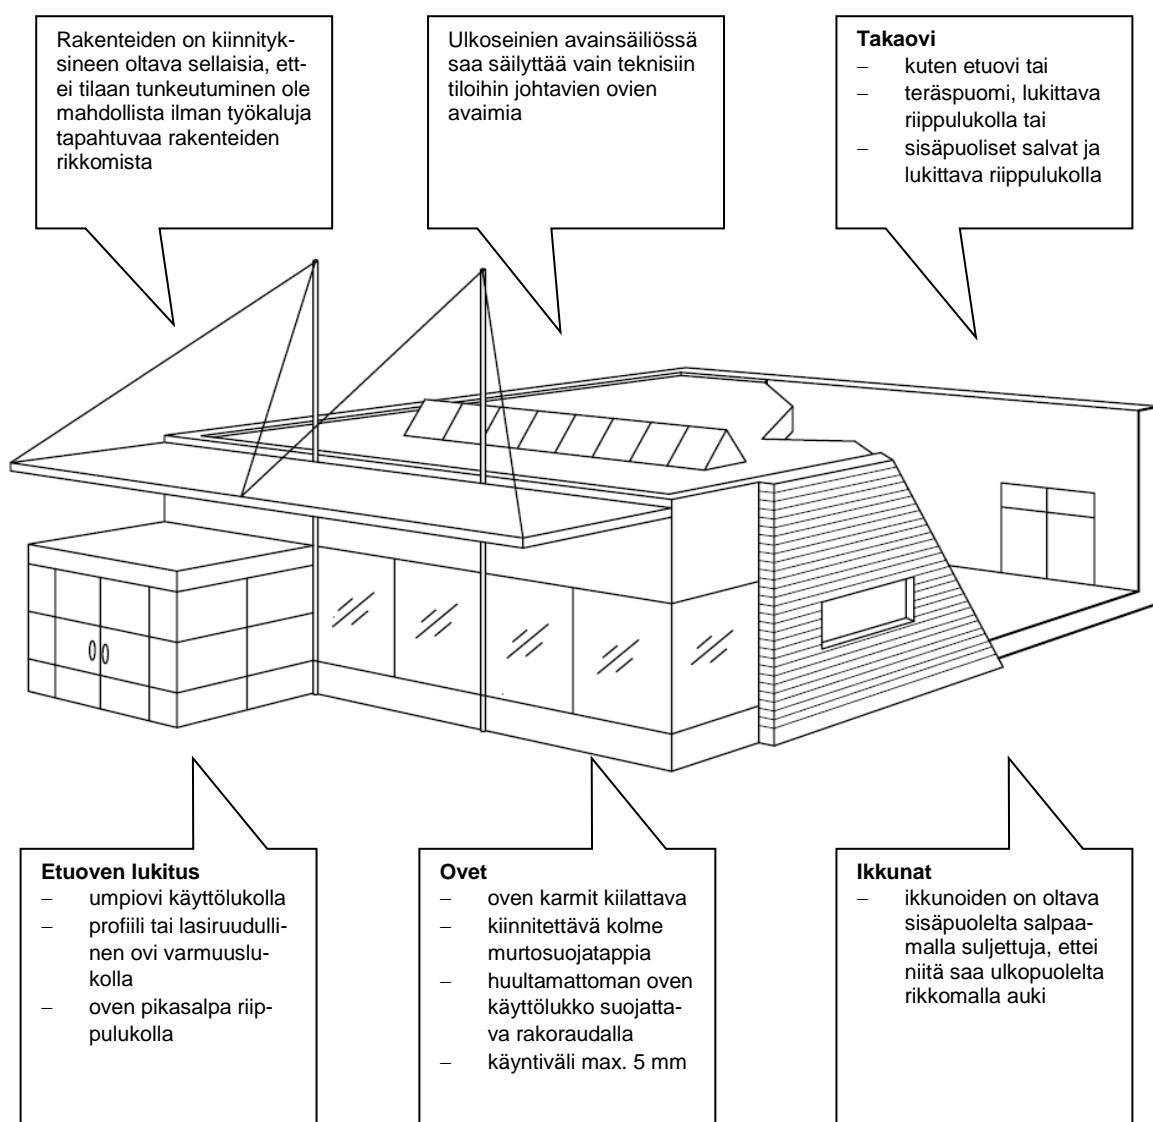 Rakenteiden on kiinnityk-
sineen oltava sellaisia, ett-
ei tilaan tunkeutuminen ole
mahdollista ilman työkaluja
tapahtuvaa rakenteiden
rikkomista
Ulkoseinien avainsäiliössä
saa säilyttää vain teknisiin
tiloihin johtavien ovien
avaimia
Takaovi
– kuten etuovi tai
– teräspuomi, lukittava
riippulukolla tai
– sisäpuoliset salvat ja
lukittava riippulukolla
Etuoven lukitus
– umpiovi käyttölukolla
– profiili tai lasiruudulli-
nen ovi varmuuslu-
kolla
– oven pikasalpa riip-
pulukolla
Ovet
– oven karmit kiilattava
– kiinnitettävä kolme
murtosuojatappia
– huultamattoman oven
käyttölukko suojatta-
va rakoraudalla
– käyntiväli max. 5 mm
Ikkunat
– ikkunoiden on oltava
sisäpuolelta salpaa-
malla suljettuja, ettei
niitä saa ulkopuolelta
rikkomalla auki